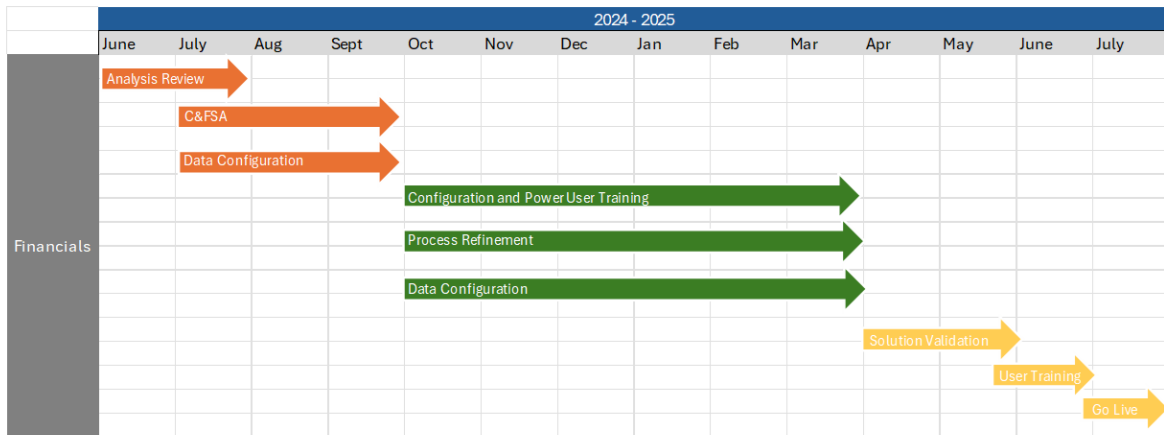 2024 - 2025
June July Aug Sept Oct Nov Dec Jan Feb Mar Apr May June July
Analysis Review
C&FSA
Data Configuration
Configuration and Power User Training
Process Refinement
Financials
Data Configuration
Solution Validation
User Training
Go Live